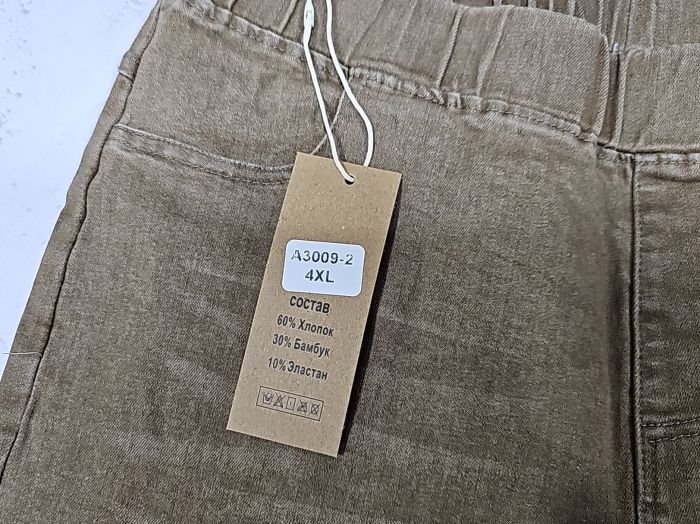 A3009-2
4XL
состав
60% Хлопок
30% Бамбук
10% Эластан